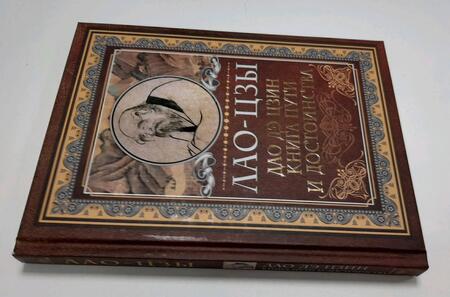 ЛАО-ЦЗЫ
ДАО ДЭ ЦЗИН
КНИГА ПУТИ
И ДОСТОИНСТВА
ЛАО-ЦЗЫ
ДАО ДЭ ЦЗИН